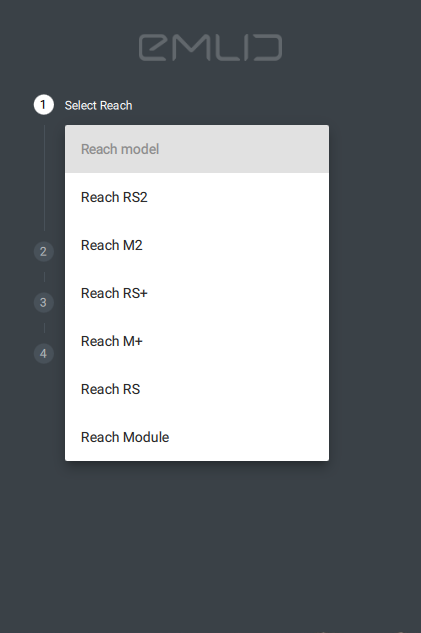 EMLID
1 Select Reach
Reach model
Reach RS2
Reach M2
2
Reach RS+
3
Reach M+
4
Reach RS
Reach Module